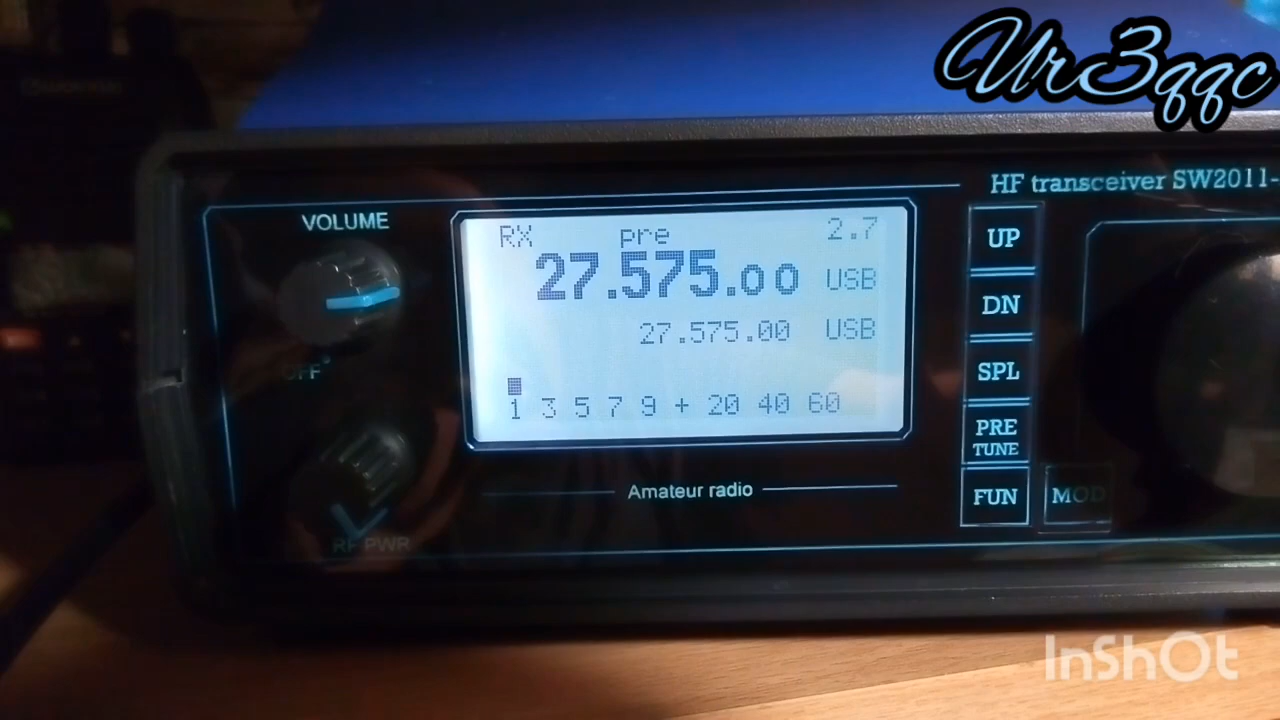 Ur3qqc
HF transceiver SW2011-
VOLUME
OFF
RF PWR
RX pre 2.7
27.575.00 USB
27.575.00 USB
1 3 5 7 9 + 20 40 60
Amateur radio
UP
DN
SPL
PRE
TUNE
FUN
MOD
InShOt